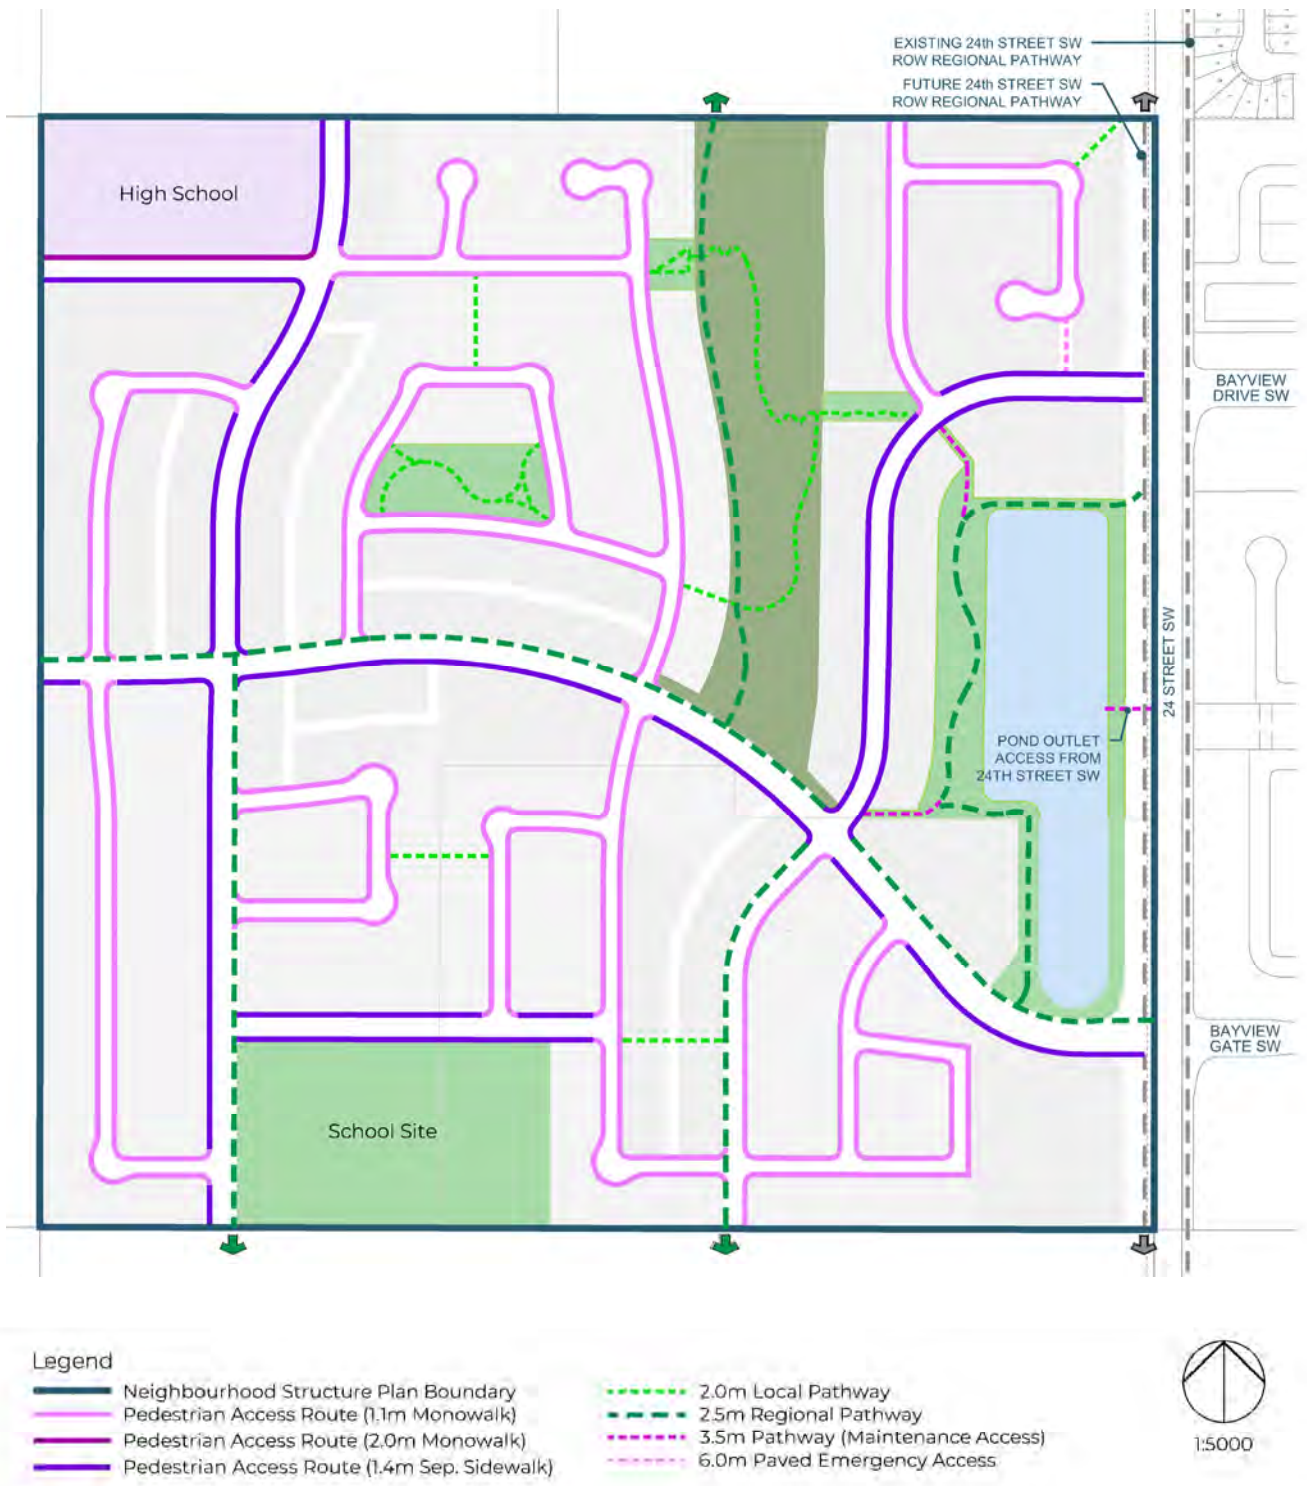 EXISTING 24th STREET SW
ROW REGIONAL PATHWAY
FUTURE 24th STREET SW
ROW REGIONAL PATHWAY
High School
BAYVIEW
DRIVE SW
24 STREET SW
POND OUTLET
ACCESS FROM
24TH STREET SW
BAYVIEW
GATE SW
School Site
Legend
Neighbourhood Structure Plan Boundary
Pedestrian Access Route (1.1m Monowalk)
Pedestrian Access Route (2.0m Monowalk)
Pedestrian Access Route (1.4m Sep. Sidewalk)
2.0m Local Pathway
2.5m Regional Pathway
3.5m Pathway (Maintenance Access)
6.0m Paved Emergency Access
1:5000